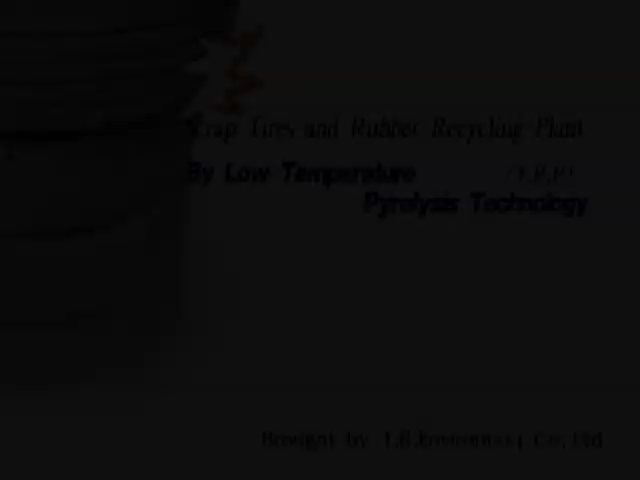 Scrap Tires and Rubber Recycling Plant
By Low Temperature
Pyrolysis Technology
Brought by